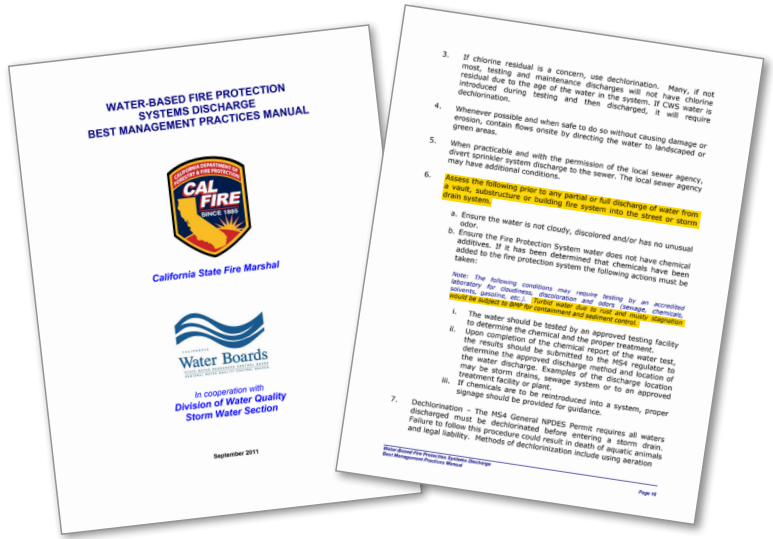 WATER-BASED FIRE PROTECTION
SYSTEMS DISCHARGE
BEST MANAGEMENT PRACTICES MANUAL
CALIFORNIA DEPARTMENT OF
FORESTRY & FIRE PROTECTION
CAL
FIRE
SINCE 1885
California State Fire Marshal
CALIFORNIA
Water Boards
STATE WATER RESOURCES CONTROL BOARD
REGIONAL WATER QUALITY CONTROL BOARDS
In cooperation with
Division of Water Quality
Storm Water Section
September 2011
3. If chlorine residual is a concern, use dechlorination. Many, if not
most, testing and maintenance discharges will not have chlorine
residual due to the age of the water in the system. If CWS water is
introduced during testing and then discharged, it will require
dechlorination.
4. Whenever possible and when safe to do so without causing damage or
erosion, contain flows onsite by directing the water to landscaped or
green areas.
5. When practicable and with the permission of the local sewer agency,
divert sprinkler system discharge to the sewer. The local sewer agency
may have additional conditions.
6. Assess the following prior to any partial or full discharge of water from
a vault, substructure or building fire system into the street or storm
drain system.
a. Ensure the water is not cloudy, discolored and/or has no unusual
odor.
b. Ensure the Fire Protection System water does not have chemical
additives. If it has been determined that chemicals have been
added to the fire protection system the following actions must be
taken:
Note: The following conditions may require testing by an accredited
laboratory for cloudiness, discoloration and odors (sewage, chemicals,
solvents, gasoline, etc.). Turbid water due to rust and musty stagnation
would be subject to BMP for containment and sediment control.
i. The water should be tested by an approved testing facility
to determine the chemical and the proper treatment.
ii. Upon completion of the chemical report of the water test,
the results should be submitted to the MS4 regulator to
determine the approved discharge method and location of
the water discharge. Examples of the discharge location
may be storm drains, sewage system or to an approved
treatment facility or plant.
iii. If chemicals are to be reintroduced into a system, proper
signage should be provided for guidance.
7. Dechlorination – The MS4 General NPDES Permit requires all waters
discharged must be dechlorinated before entering a storm drain.
Failure to follow this procedure could result in death of aquatic animals
and legal liability. Methods of dechlorinization include using aeration
Water-Based Fire Protection Systems Discharge
Best Management Practices Manual
Page 16